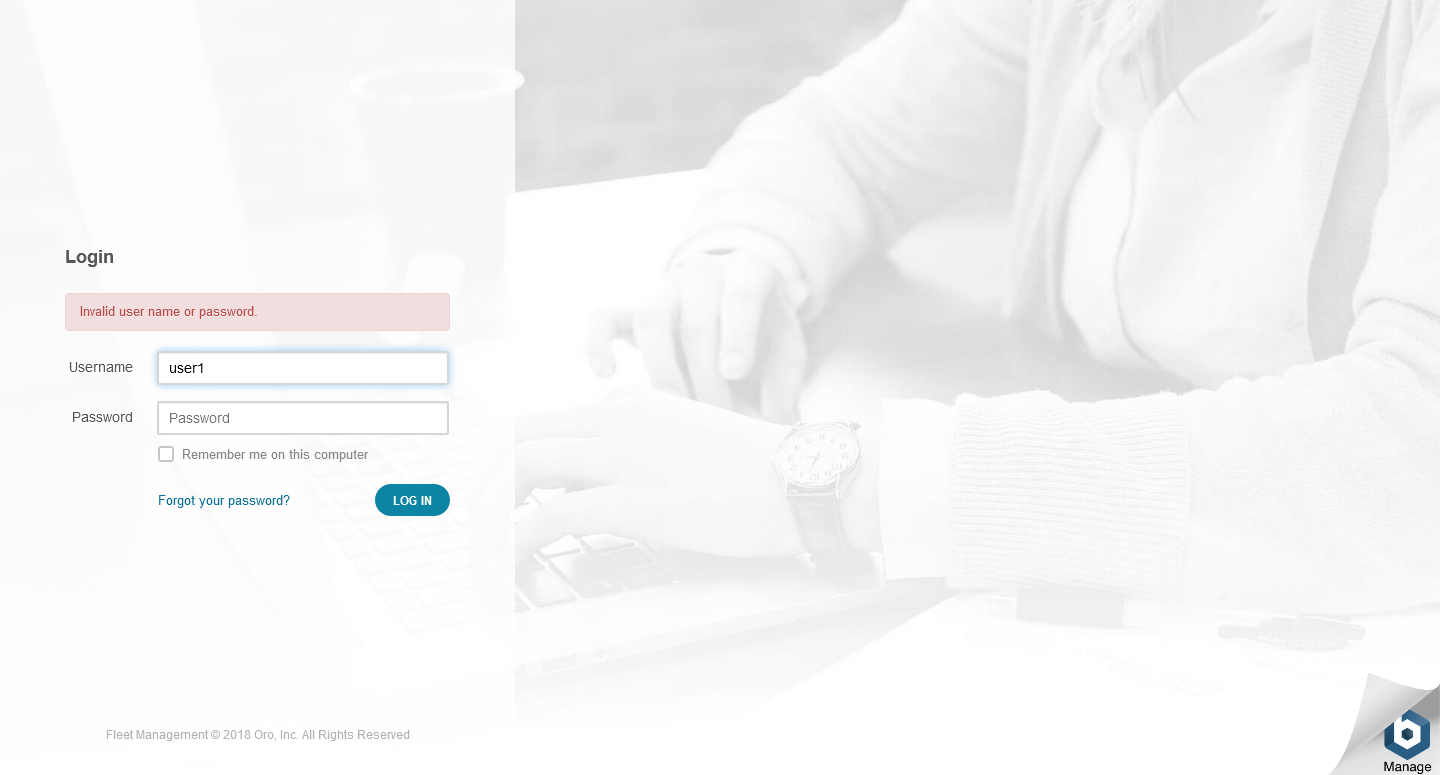 Login
Invalid user name or password.
Username
user1
Password
Password
Remember me on this computer
Forgot your password?
LOG IN
Fleet Management © 2018 Oro, Inc. All Rights Reserved
Manage